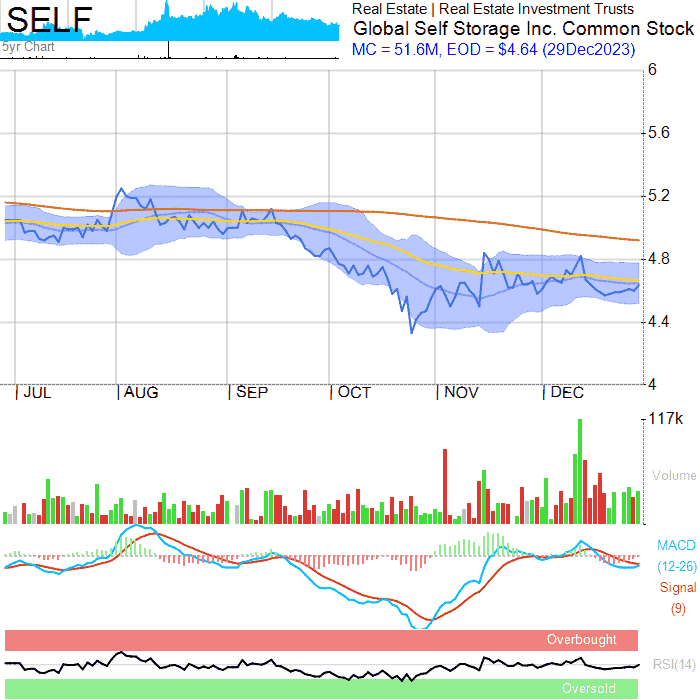 SELF
5yr Chart
Real Estate | Real Estate Investment Trusts
Global Self Storage Inc. Common Stock
MC = 51.6M, EOD = $4.64 (29Dec2023)
6
5.6
5.2
4.8
4.4
4
| JUL | AUG | SEP | OCT | NOV | DEC
117k
Volume
MACD
(12-26)
Signal
(9)
Overbought
RSI(14)
Oversold